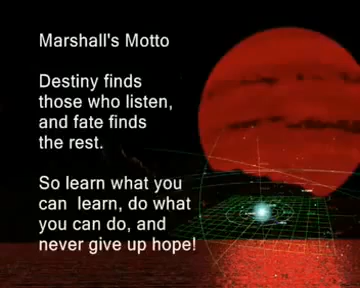 Marshall's Motto
Destiny finds
those who listen,
and fate finds
the rest.
So learn what you
can learn, do what
you can do, and
never give up hope!